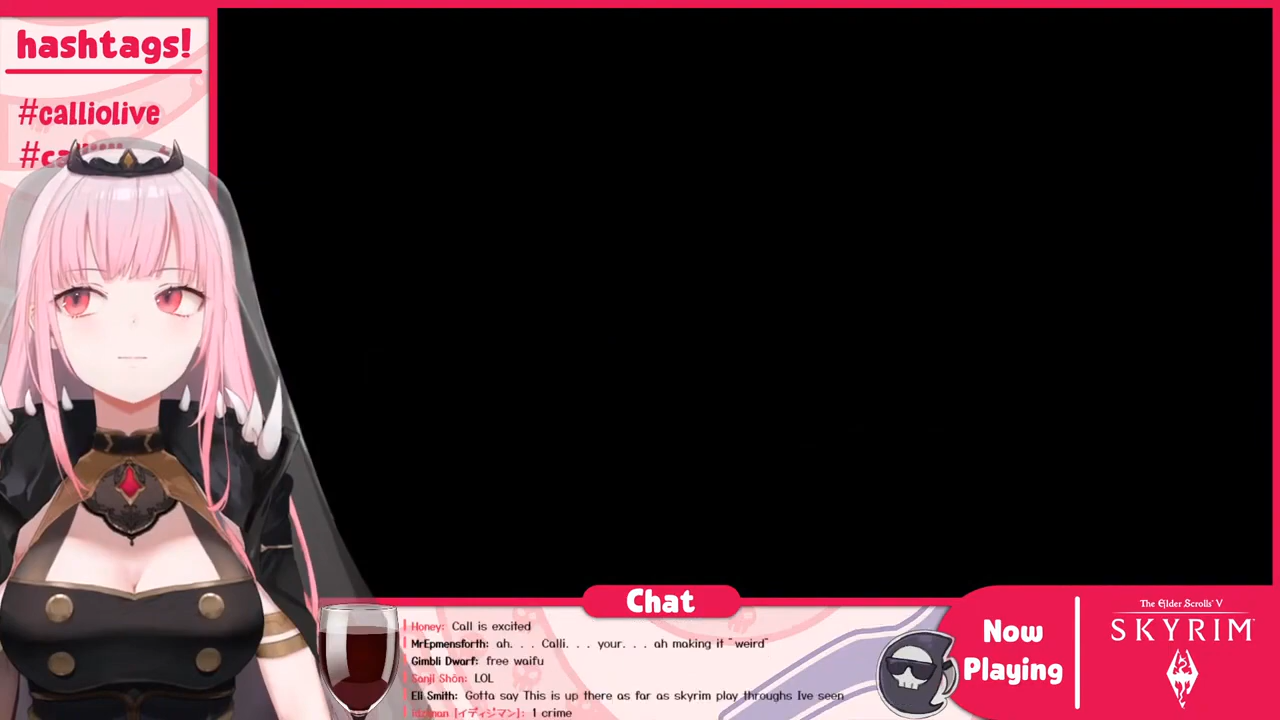 hashtags!
#calliolive
Chat
Honey: Call is excited
MrEpmensforth: ah. . . Calli. . . your. . . ah making it "weird"
Gimbli Dwarf: free waifu
Sanji Shôn: LOL
Eli Smith: Gotta say This is up there as far as skyrim play throughs Ive seen
[イディジマン]: 1 crime
Now
Playing
The Elder Scrolls V
SKYRIM